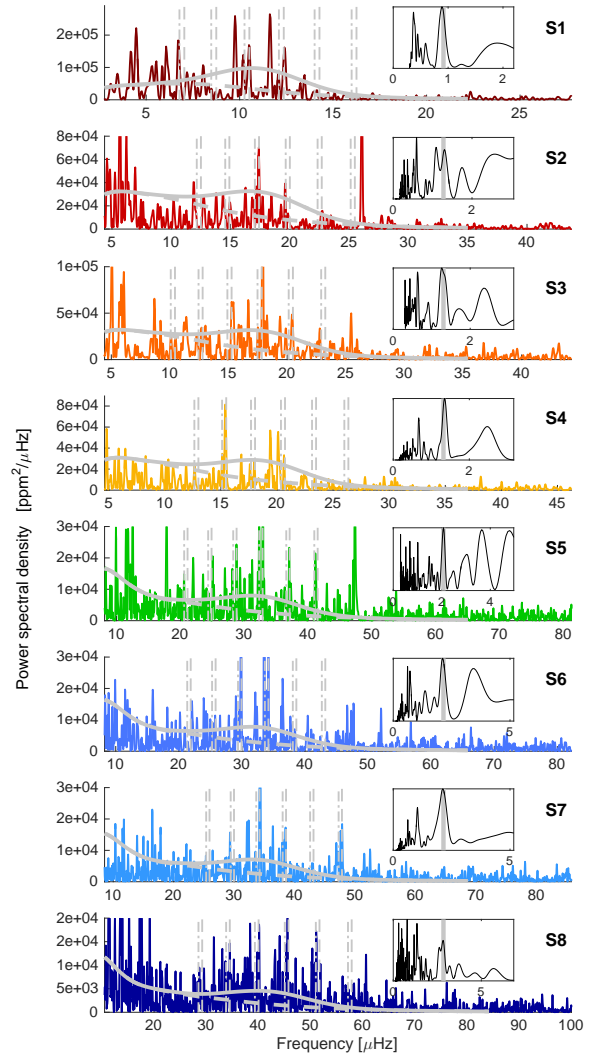 S1
2e+05
1e+05
0
0 1 2
5 10 15 20 25
S2
8e+04
6e+04
4e+04
2e+04
0
0 2
5 10 15 20 25 30 35 40
S3
1e+05
5e+04
0
0 2
5 10 15 20 25 30 35 40
S4
8e+04
6e+04
4e+04
2e+04
0
0 2
5 10 15 20 25 30 35 40 45
S5
3e+04
2e+04
1e+04
0
0 2 4
10 20 30 40 50 60 70 80
S6
3e+04
2e+04
1e+04
0
0 5
10 20 30 40 50 60 70 80
S7
3e+04
2e+04
1e+04
0
0 5
10 20 30 40 50 60 70 80
S8
2e+04
2e+04
1e+04
5e+03
0
0 5
20 30 40 50 60 70 80 90 100
Frequency [μHz]
Power spectral density [ppm²/μHz]